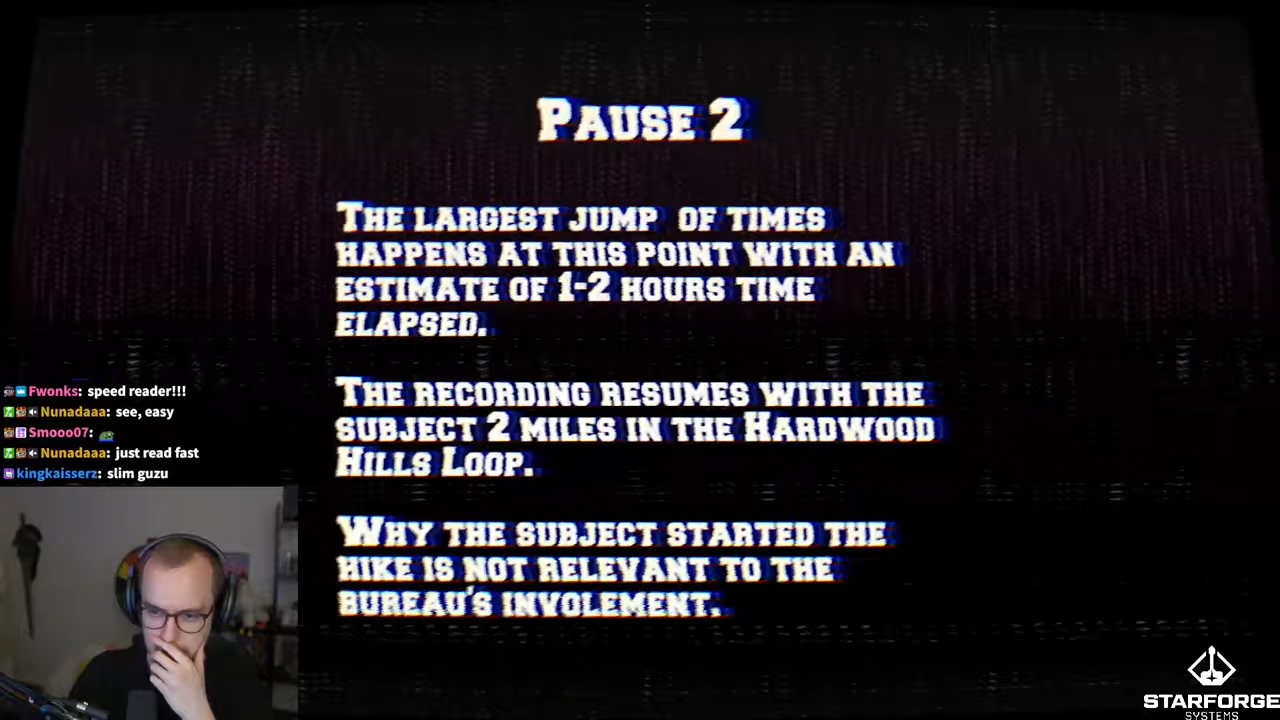 PAUSE 2
THE LARGEST JUMP OF TIMES
HAPPENS AT THIS POINT WITH AN
ESTIMATE OF 1-2 HOURS TIME
ELAPSED.
THE RECORDING RESUMES WITH THE
SUBJECT 2 MILES IN THE HARDWOOD
HILLS LOOP.
WHY THE SUBJECT STARTED THE
HIKE IS NOT RELEVANT TO THE
BUREAU'S INVOLEMENT.
Fwonks: speed reader!!!
Nunadaaa: see, easy
Smooo07:
Nunadaaa: just read fast
kingkaisserz: slim guzu
STARFORGE
SYSTEMS